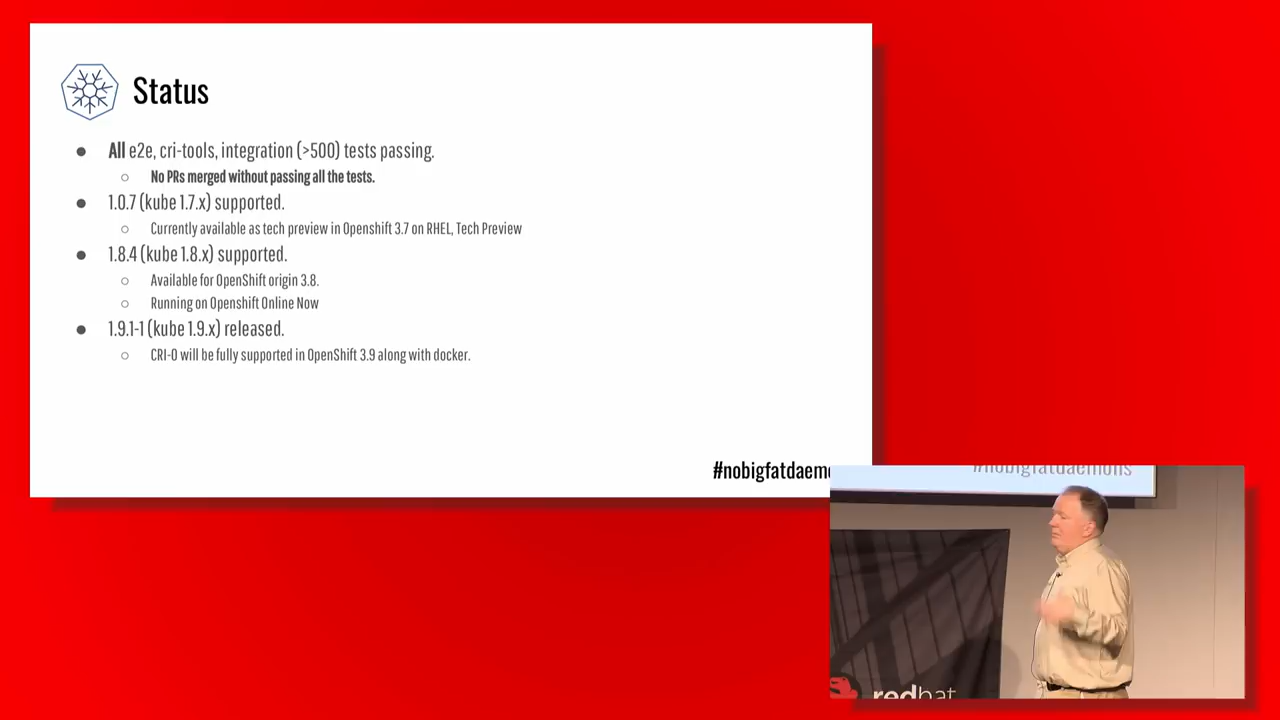 Status
● All e2e, cri-tools, integration (>500) tests passing.
○ No PRs merged without passing all the tests.
● 1.0.7 (kube 1.7.x) supported.
○ Currently available as tech preview in Openshift 3.7 on RHEL, Tech Preview
● 1.8.4 (kube 1.8.x) supported.
○ Available for OpenShift origin 3.8.
○ Running on Openshift Online Now
● 1.9.1-1 (kube 1.9.x) released.
○ CRI-O will be fully supported in OpenShift 3.9 along with docker.
#nobigfatdaemo
#nobigfatdaemons
redhat